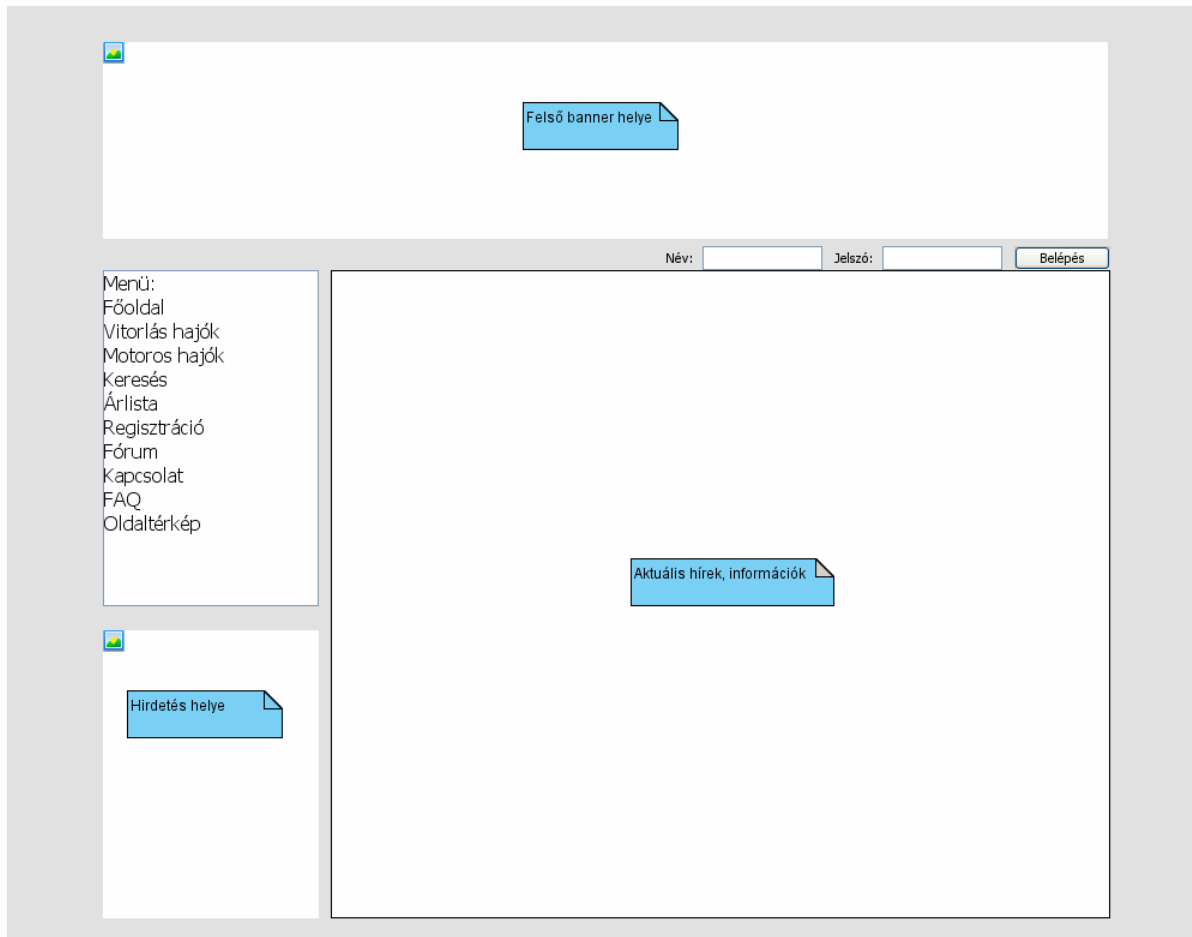 Felső banner helye
Név: Jelszó: Belépés
Menü:
Főoldal
Vitorlás hajók
Motoros hajók
Keresés
Árlista
Regisztráció
Fórum
Kapcsolat
FAQ
Oldaltérkép
Aktuális hírek, információk
Hirdetés helye